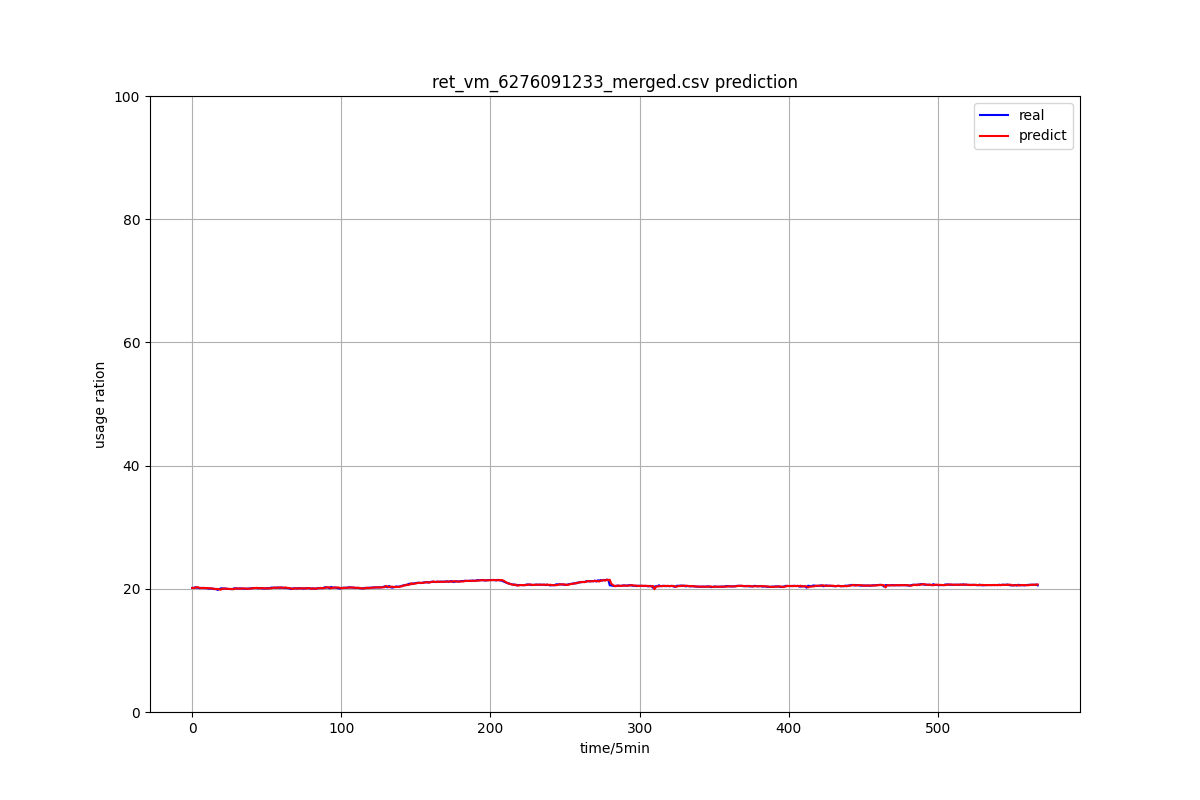 ret_vm_6276091233_merged.csv prediction
real
predict
100
80
60
40
20
0
usage ration
0 100 200 300 400 500
time/5min